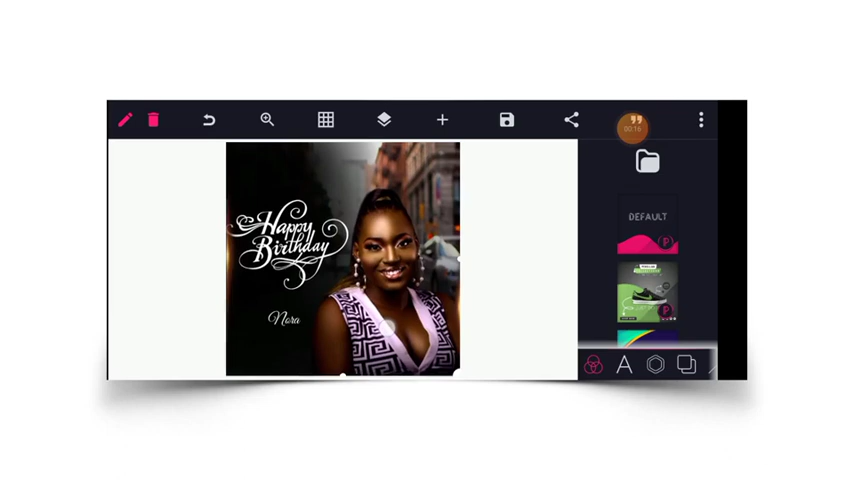 00:16
DEFAULT
Happy
Birthday
Nora
A